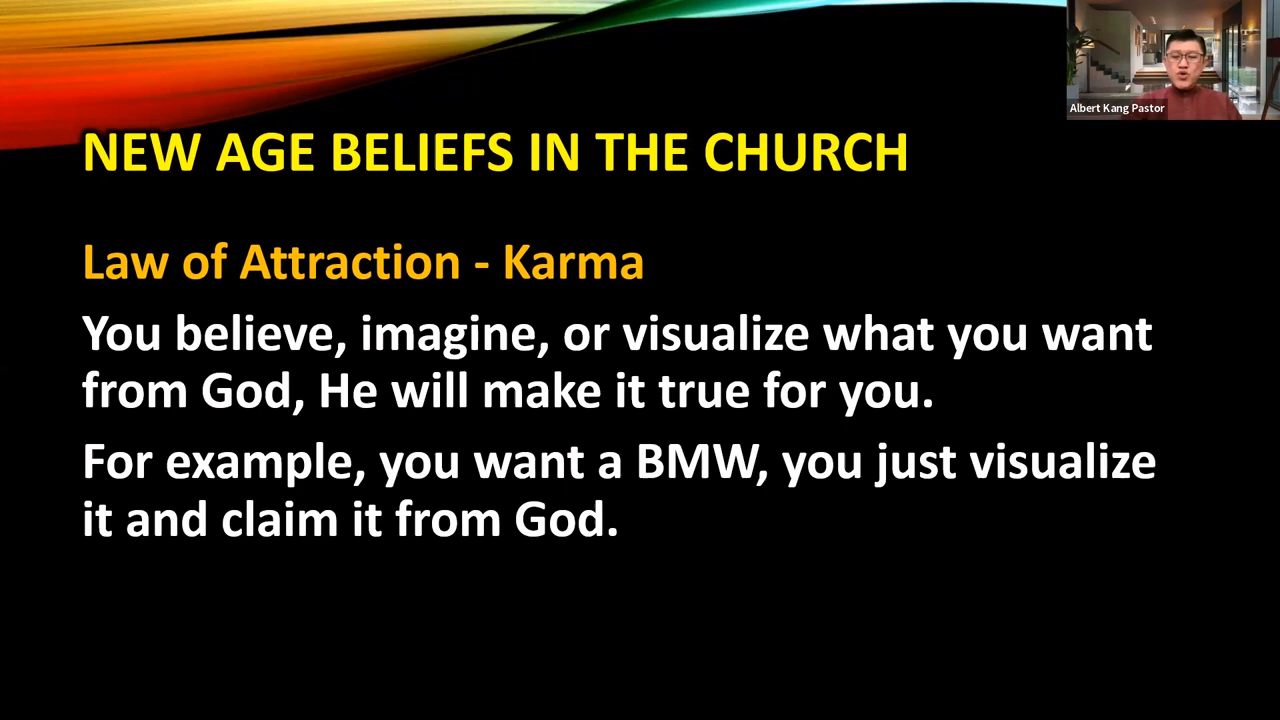 Albert Kang Pastor
NEW AGE BELIEFS IN THE CHURCH
Law of Attraction - Karma
You believe, imagine, or visualize what you want
from God, He will make it true for you.
For example, you want a BMW, you just visualize
it and claim it from God.